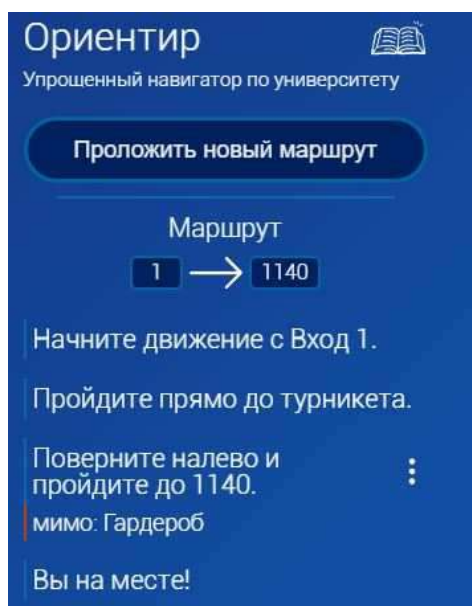 Ориентир
Упрощенный навигатор по университету
Проложить новый маршрут
Маршрут
1 → 1140
Начните движение с Вход 1.
Пройдите прямо до турникета.
Поверните налево и
пройдите до 1140.
мимо: Гардероб
Вы на месте!